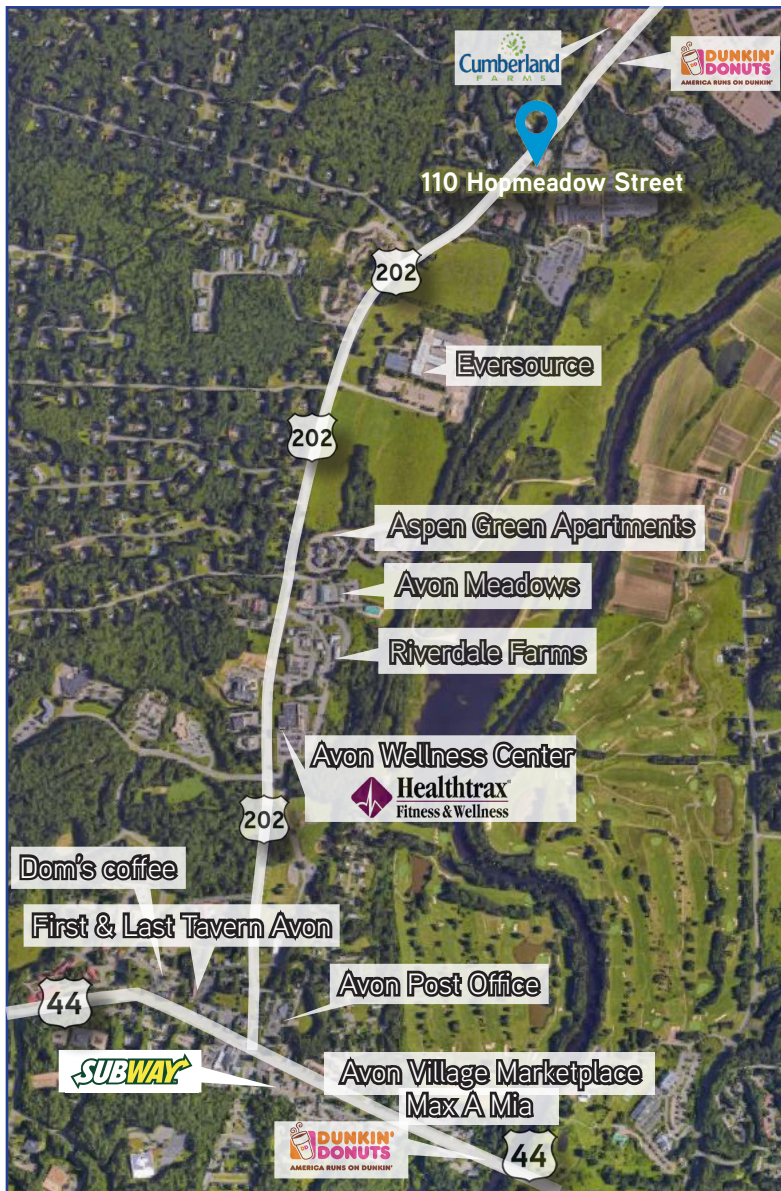 Cumberland
FARMS
DUNKIN'
DONUTS
AMERICA RUNS ON DUNKIN'
110 Hopmeadow Street
202
Eversource
202
Aspen Green Apartments
Avon Meadows
Riverdale Farms
Avon Wellness Center
Healthtrax®
Fitness & Wellness
202
Dom's coffee
First & Last Tavern Avon
Avon Post Office
44
SUBWAY
Avon Village Marketplace
Max A Mia
DUNKIN'
DONUTS
AMERICA RUNS ON DUNKIN'
44